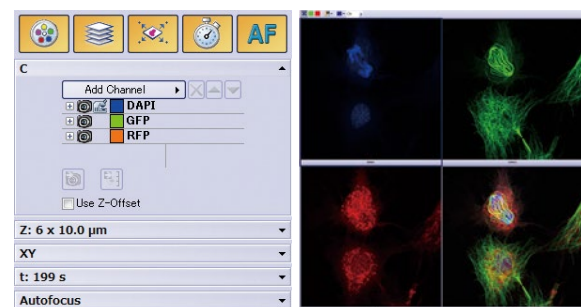 AF
C
Add Channel
DAPI
GFP
RFP
Use Z-Offset
Z: 6 x 10.0 µm
XY
t: 199 s
Autofocus